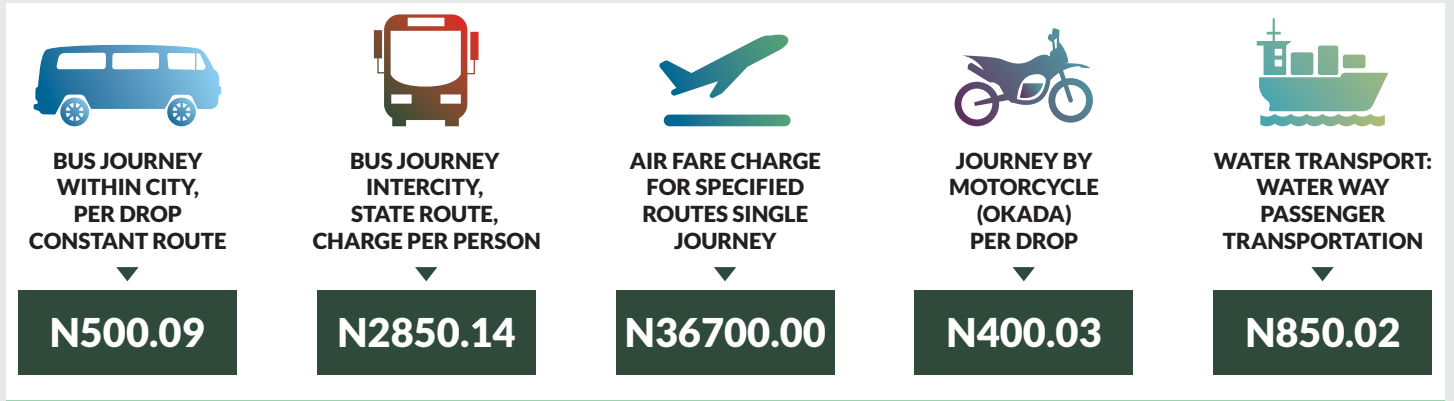 BUS JOURNEY
WITHIN CITY,
PER DROP
CONSTANT ROUTE
N500.09
BUS JOURNEY
INTERCITY,
STATE ROUTE,
CHARGE PER PERSON
N2850.14
AIR FARE CHARGE
FOR SPECIFIED
ROUTES SINGLE
JOURNEY
N36700.00
JOURNEY BY
MOTORCYCLE
(OKADA)
PER DROP
N400.03
WATER TRANSPORT:
WATER WAY
PASSENGER
TRANSPORTATION
N850.02